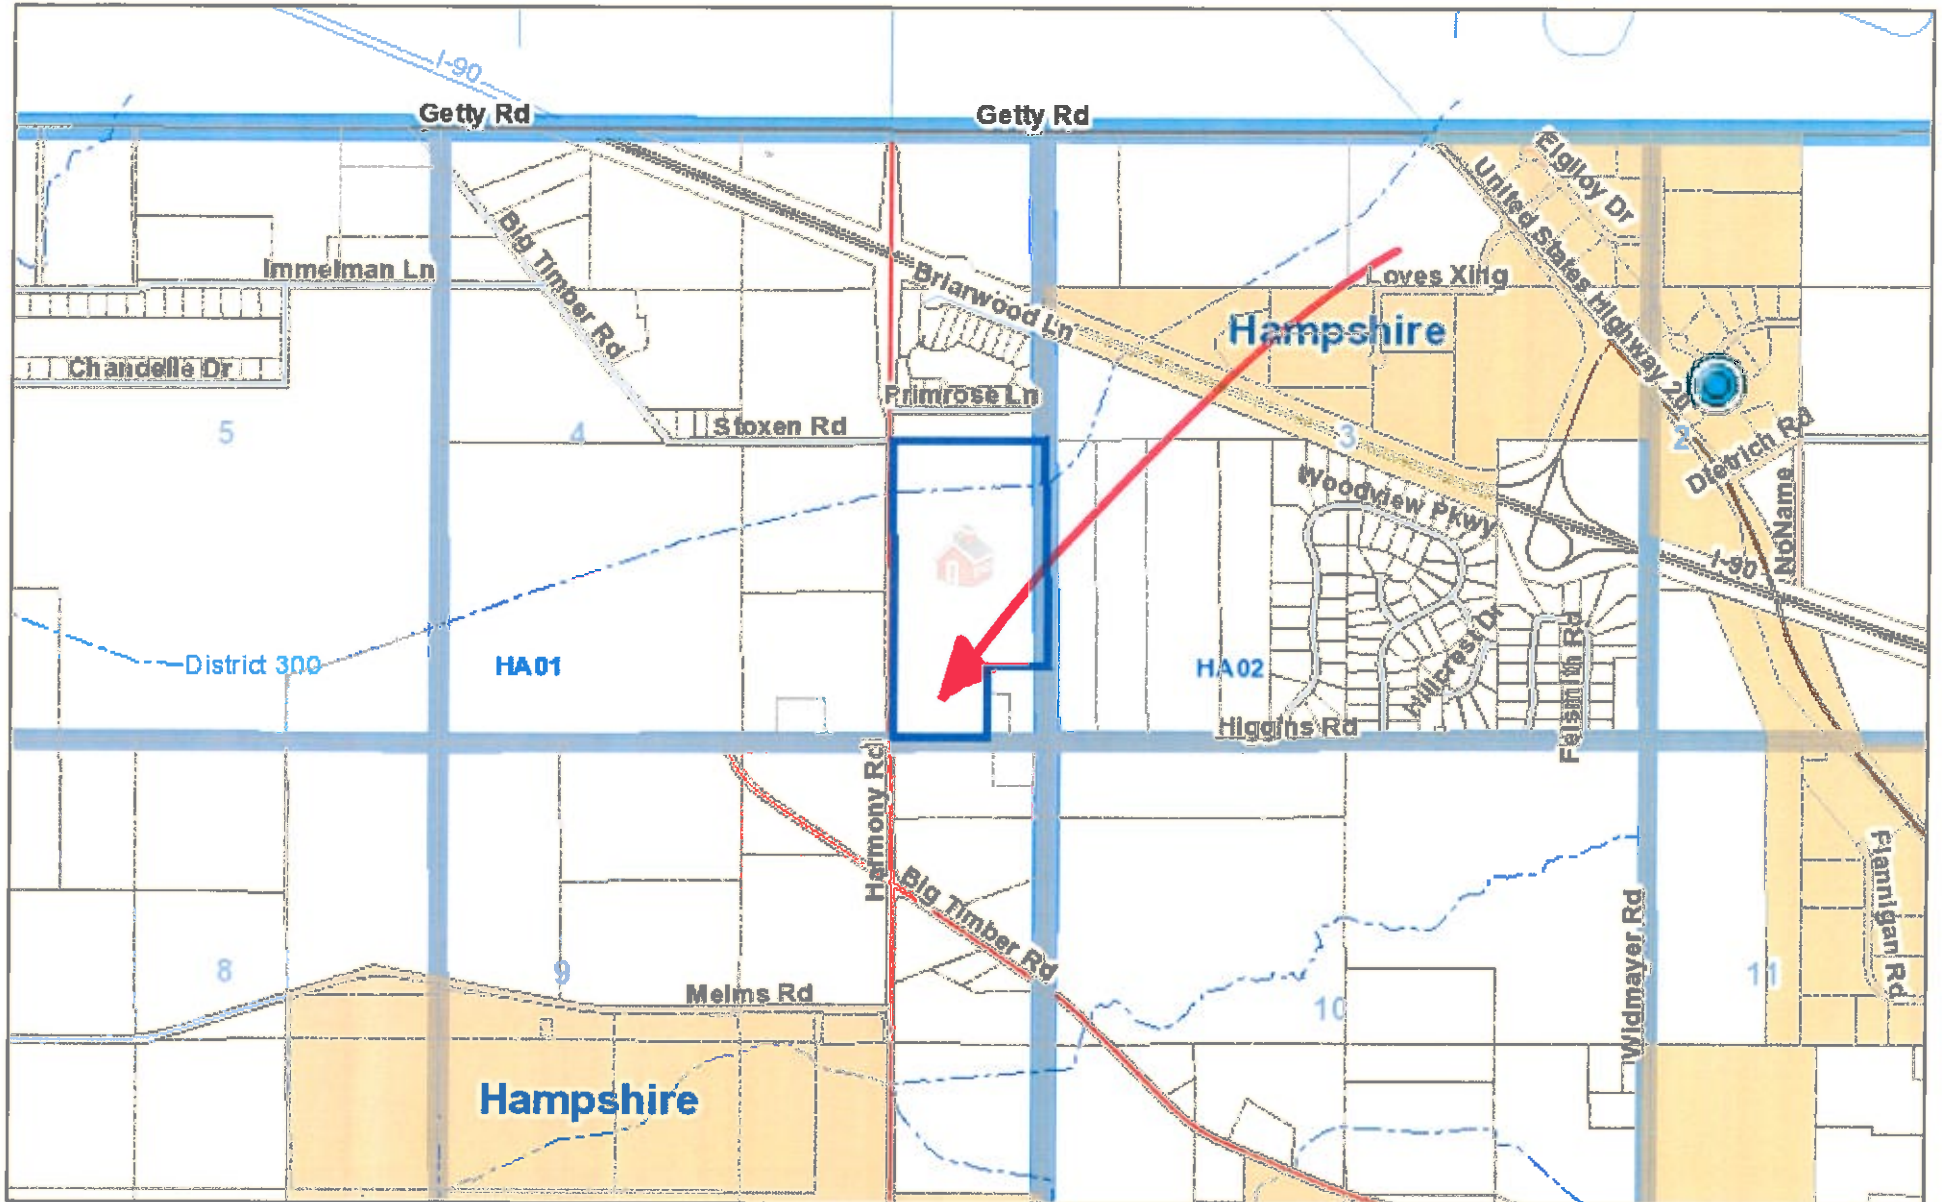 I-90
Getty Rd
Getty Rd
Elgiloy Dr
United States Highway 20
Big Timber Rd
Immelman Ln
Briarwood Ln
Loves Xing
Hampshire
Chandelle Dr
Primrose Ln
Stoxen Rd
5
4
3
2
Dietrich Rd
Woodview Pkwy
NoName
I-90
District 300
HA01
HA02
Hillcrest Dr
Felsmith Rd
Higgins Rd
Harmony Rd
Big Timber Rd
Flannigan Rd
Widmayer Rd
8
9
10
11
Melms Rd
Hampshire